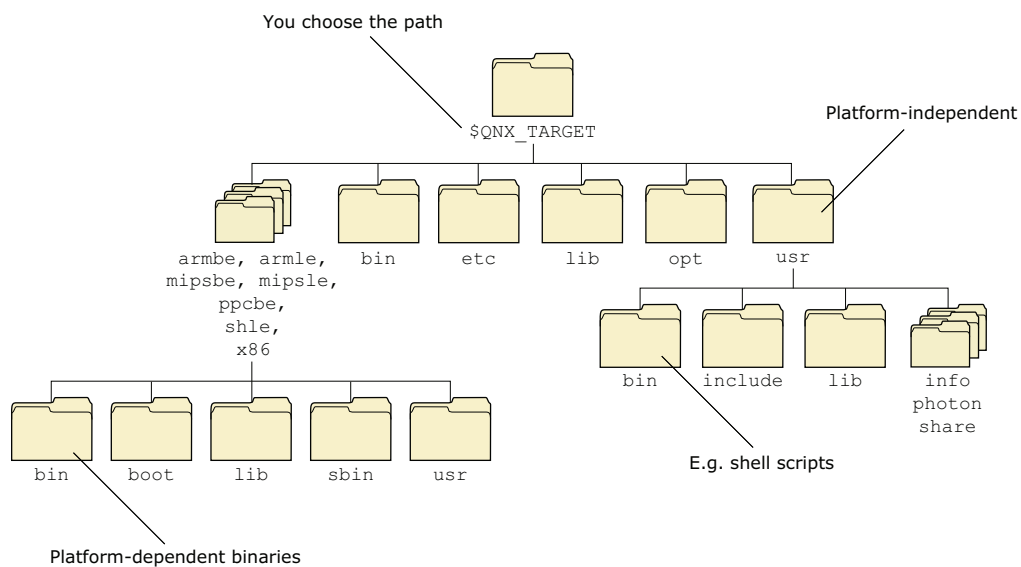 You choose the path
$QNX_TARGET
Platform-independent
armbe, armle,
mipsbe, mipsle,
ppcbe,
shle,
x86
bin
etc
lib
opt
usr
bin
include
lib
info
photon
share
E.g. shell scripts
bin
boot
lib
sbin
usr
Platform-dependent binaries